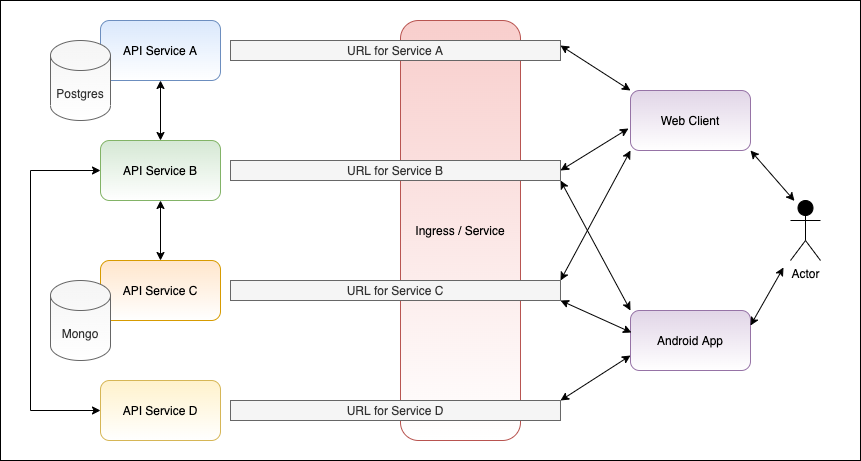 API Service A
URL for Service A
Postgres
Web Client
API Service B
URL for Service B
Ingress / Service
Actor
API Service C
URL for Service C
Mongo
Android App
API Service D
URL for Service D